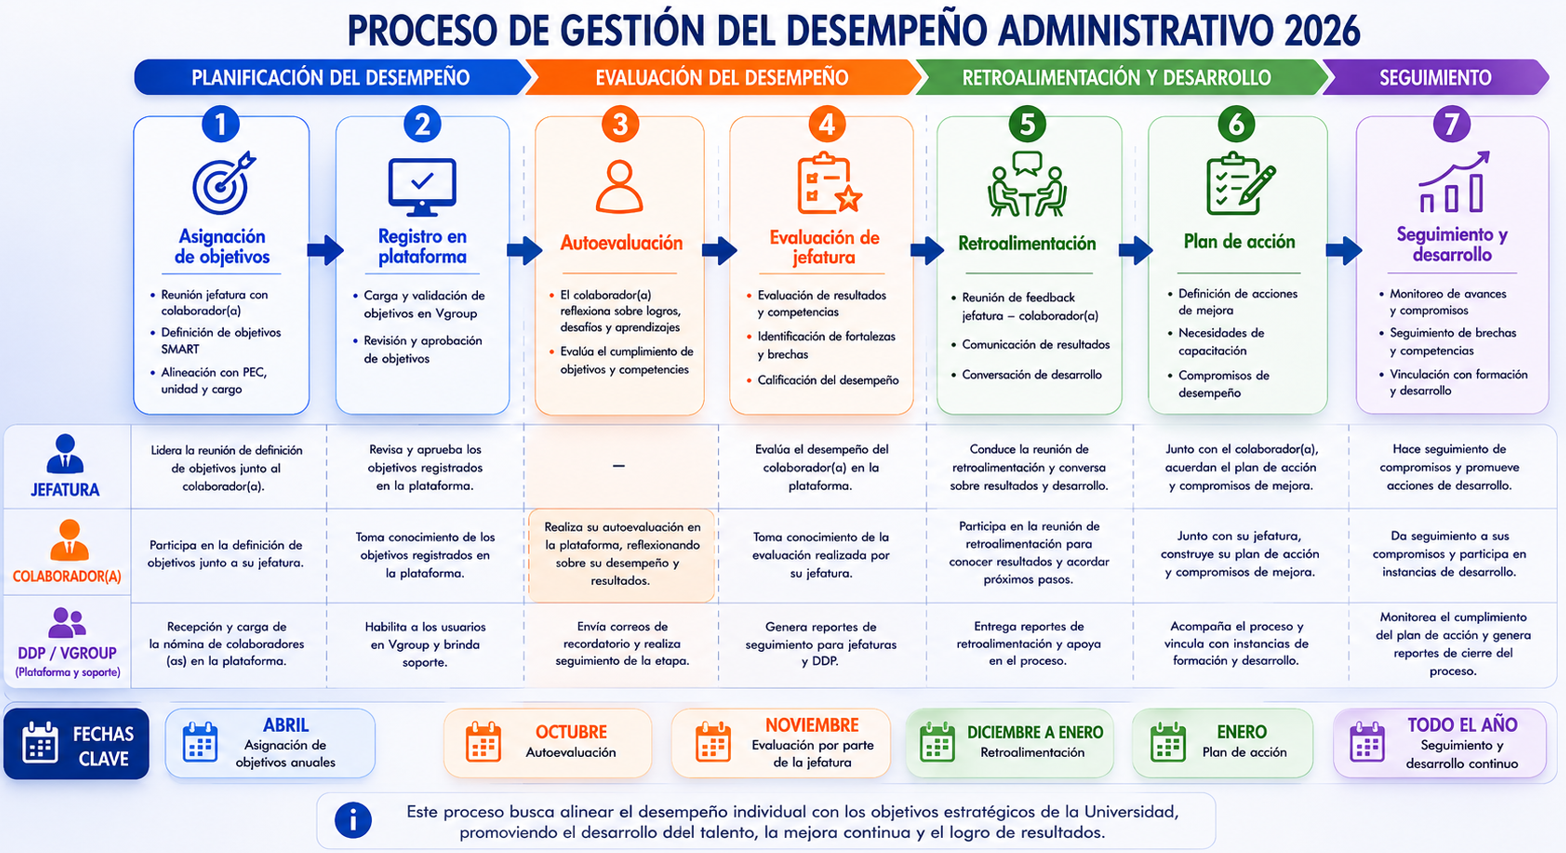 PROCESO DE GESTIÓN DEL DESEMPEÑO ADMINISTRATIVO 2026
PLANIFICACIÓN DEL DESEMPEÑO
EVALUACIÓN DEL DESEMPEÑO
RETROALIMENTACIÓN Y DESARROLLO
SEGUIMIENTO
1
Asignación
de objetivos
• Reunión jefatura con
colaborador(a)
• Definición de objetivos
SMART
• Alineación con PEC,
unidad y cargo
2
Registro en
plataforma
• Carga y validación de
objetivos en Vgroup
• Revisión y aprobación
de objetivos
3
Autoevaluación
• El colaborador(a)
reflexiona sobre logros,
desafíos y aprendizajes
• Evalúa el cumplimiento de
objetivos y competencies
4
Evaluación de
jefatura
• Evaluación de resultados
y competencias
• Identificación de fortalezas
y brechas
• Calificación del desempeño
5
Retroalimentación
• Reunión de feedback
jefatura – colaborador(a)
• Comunicación de resultados
• Conversación de desarrollo
6
Plan de acción
• Definición de acciones
de mejora
• Necesidades de
capacitación
• Compromisos de
desempeño
7
Seguimiento y
desarrollo
• Monitoreo de avances
y compromisos
• Seguimiento de brechas
y competencias
• Vinculación con formación
y desarrollo
JEFATURA
Lidera la reunión de definición
de objetivos junto al
colaborador(a).
Revisa y aprueba los
objetivos registrados
en la plataforma.
–
Evalúa el desempeño del
colaborador(a) en la
plataforma.
Conduce la reunión de
retroalimentación y conversa
sobre resultados y desarrollo.
Junto con el colaborador(a),
acuerdan el plan de acción
y compromisos de mejora.
Hace seguimiento de
compromisos y promueve
acciones de desarrollo.
COLABORADOR(A)
Participa en la definición de
objetivos junto a su jefatura.
Toma conocimiento de los
objetivos registrados en
la plataforma.
Realiza su autoevaluación en
la plataforma, reflexionando
sobre su desempeño y
resultados.
Toma conocimiento de la
evaluación realizada por
su jefatura.
Participa en la reunión de
retroalimentación para
conocer resultados y acordar
próximos pasos.
Junto con su jefatura,
construye su plan de acción
y compromisos de mejora.
Da seguimiento a sus
compromisos y participa en
instancias de desarrollo.
DDP / VGROUP
(Plataforma y soporte)
Recepción y carga de
la nómina de colaboradores
(as) en la plataforma.
Habilita a los usuarios
en Vgroup y brinda
soporte.
Envía correos de
recordatorio y realiza
seguimiento de la etapa.
Genera reportes de
seguimiento para jefaturas
y DDP.
Entrega reportes de
retroalimentación y apoya
en el proceso.
Acompaña el proceso y
vincula con instancias de
formación y desarrollo.
Monitorea el cumplimiento
del plan de acción y genera
reportes de cierre del
proceso.
FECHAS
CLAVE
ABRIL
Asignación de
objetivos anuales
OCTUBRE
Autoevaluación
NOVIEMBRE
Evaluación por parte
de la jefatura
DICIEMBRE A ENERO
Retroalimentación
ENERO
Plan de acción
TODO EL AÑO
Seguimiento y
desarrollo continuo
Este proceso busca alinear el desempeño individual con los objetivos estratégicos de la Universidad,
promoviendo el desarrollo ddel talento, la mejora continua y el logro de resultados.